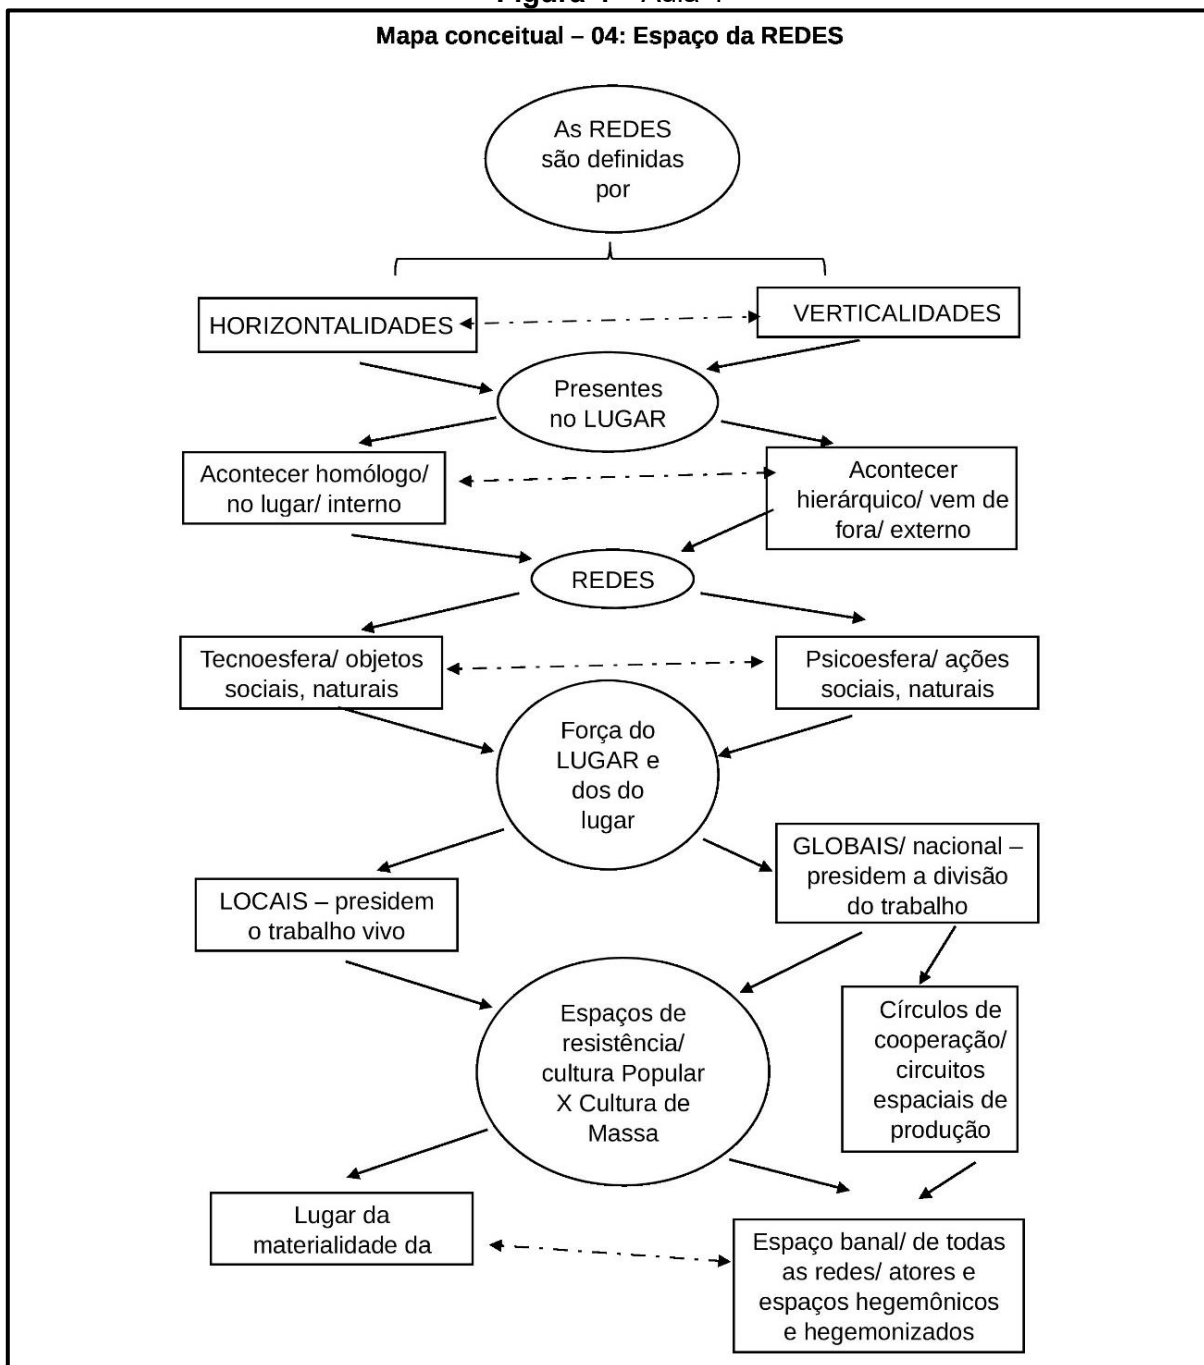 Mapa conceitual – 04: Espaço da REDES
As REDES
são definidas
por
HORIZONTALIDADES
VERTICALIDADES
Presentes
no LUGAR
Acontecer homólogo/
no lugar/ interno
Acontecer
hierárquico/ vem de
fora/ externo
REDES
Tecnoesfera/ objetos
sociais, naturais
Psicoesfera/ ações
sociais, naturais
Força do
LUGAR e
dos do
lugar
GLOBAIS/ nacional –
presidem a divisão
do trabalho
LOCAIS – presidem
o trabalho vivo
Espaços de
resistência/
cultura Popular
X Cultura de
Massa
Círculos de
cooperação/
circuitos
espaciais de
produção
Lugar da
materialidade da
Espaço banal/ de todas
as redes/ atores e
espaços hegemônicos
e hegemonizados